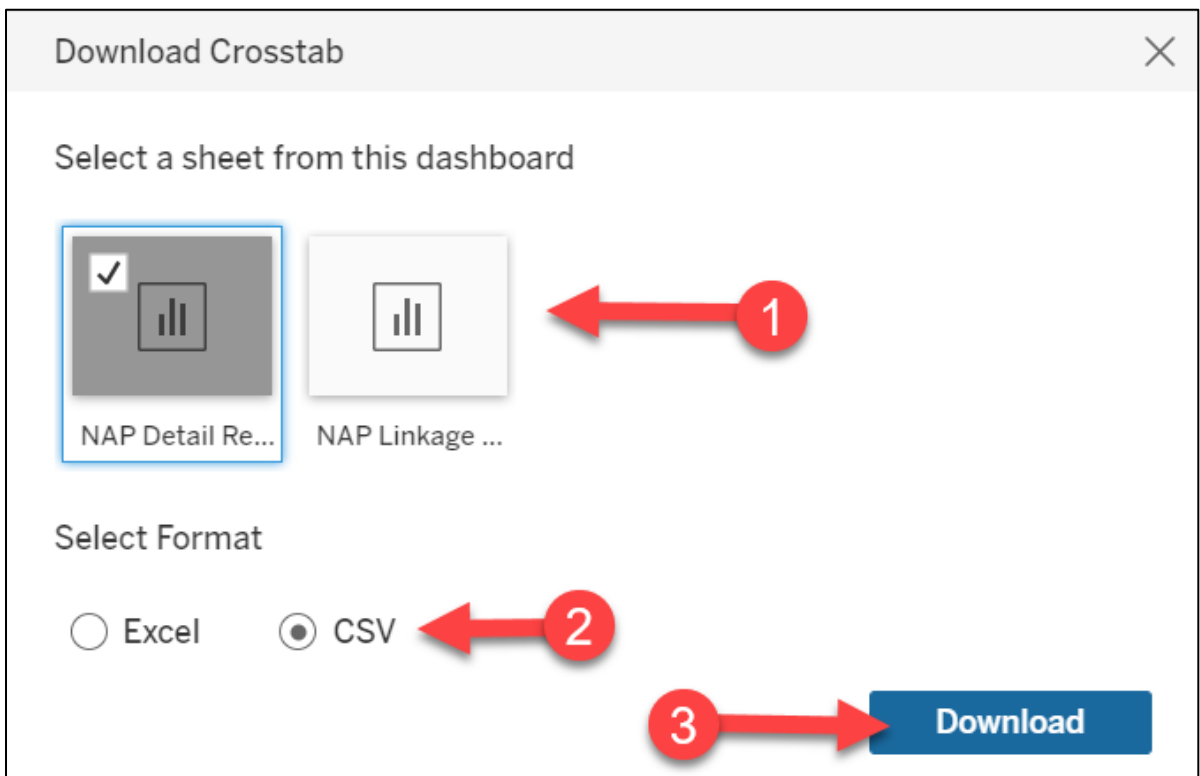 Download Crosstab
Select a sheet from this dashboard
1
NAP Detail Re... NAP Linkage ...
Select Format
Excel CSV 2
3 Download